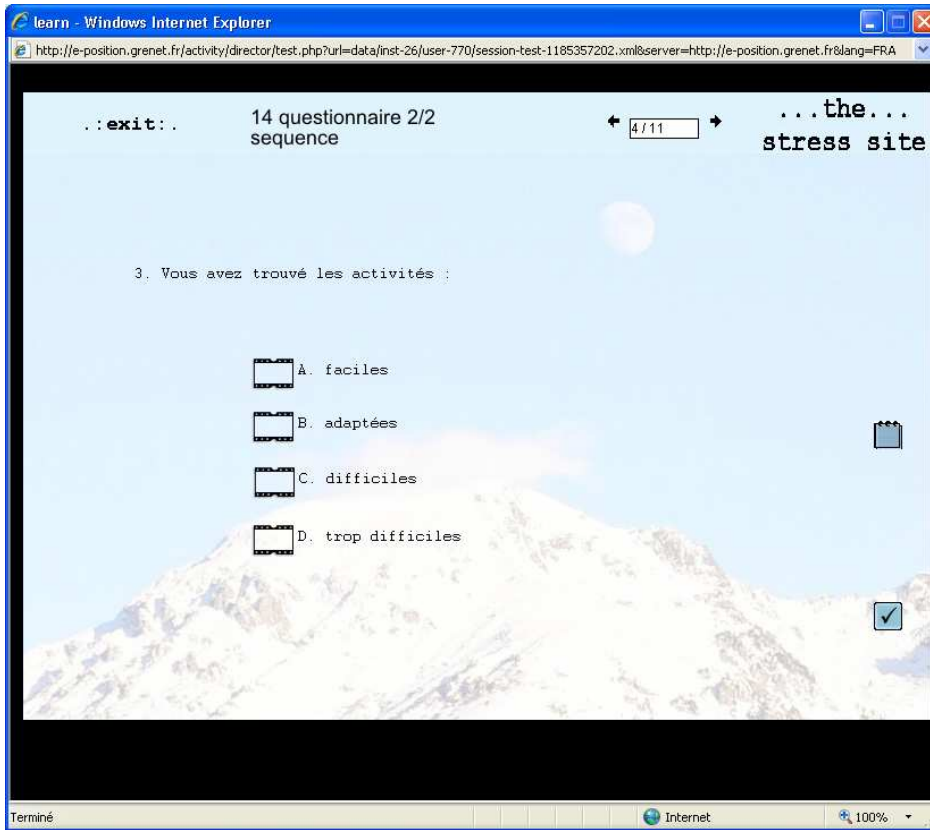 learn - Windows Internet Explorer
http://e-position.grenet.fr/activity/director/test.php?url=data/inst-26/user-770/session-test-1185357202.xml&server=http://e-position.grenet.fr&lang=FRA
.:exit:.
14 questionnaire 2/2
sequence
4/11
...the...
stress site
3. Vous avez trouvé les activités :
A. faciles
B. adaptées
C. difficiles
D. trop difficiles
Terminé
Internet
100%